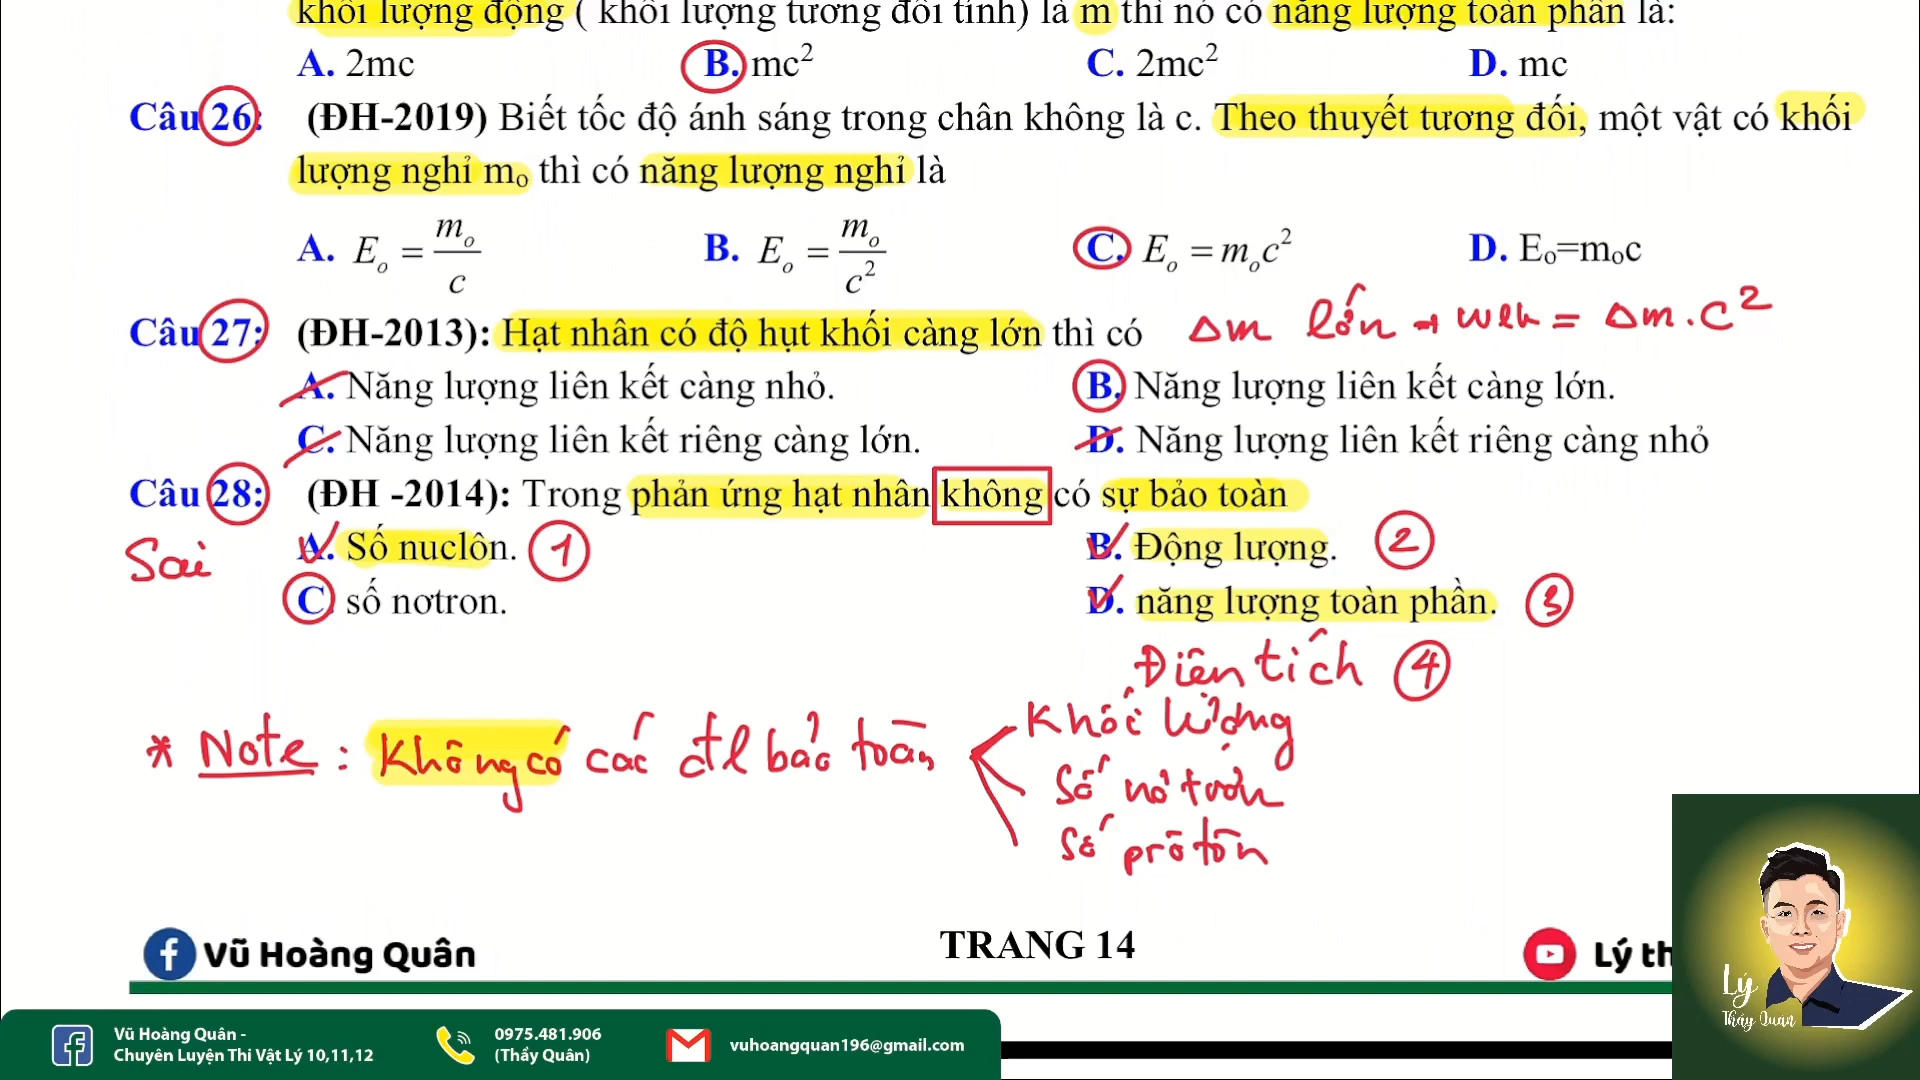 khối lượng động ( khối lượng tương đối tính) là m thì nó có năng lượng toàn phần là:
A. 2mc B. mc² C. 2mc² D. mc
Câu 26: (ĐH-2019) Biết tốc độ ánh sáng trong chân không là c. Theo thuyết tương đối, một vật có khối
lượng nghỉ mₒ thì có năng lượng nghỉ là
A. Eₒ = mₒ/c B. Eₒ = mₒ/c² C. Eₒ = mₒc² D. Eₒ=mₒc
Câu 27: (ĐH-2013): Hạt nhân có độ hụt khối càng lớn thì có Δm lớn → Wlk = Δm.C²
A. Năng lượng liên kết càng nhỏ. B. Năng lượng liên kết càng lớn.
C. Năng lượng liên kết riêng càng lớn. D. Năng lượng liên kết riêng càng nhỏ
Câu 28: (ĐH -2014): Trong phản ứng hạt nhân không có sự bảo toàn
Sai A. Số nuclôn. 1 B. Động lượng. 2
C. số nơtron. D. năng lượng toàn phần. 3
Điện tích 4
* Note : Không có các đl bảo toàn
Khối lượng
Số nơtrơn
Số prôtôn
Vũ Hoàng Quân TRANG 14 Lý th
Lý
Thầy Quân
Vũ Hoàng Quân -
Chuyên Luyện Thi Vật Lý 10,11,12
0975.481.906
(Thầy Quân)
vuhoangquan196@gmail.com